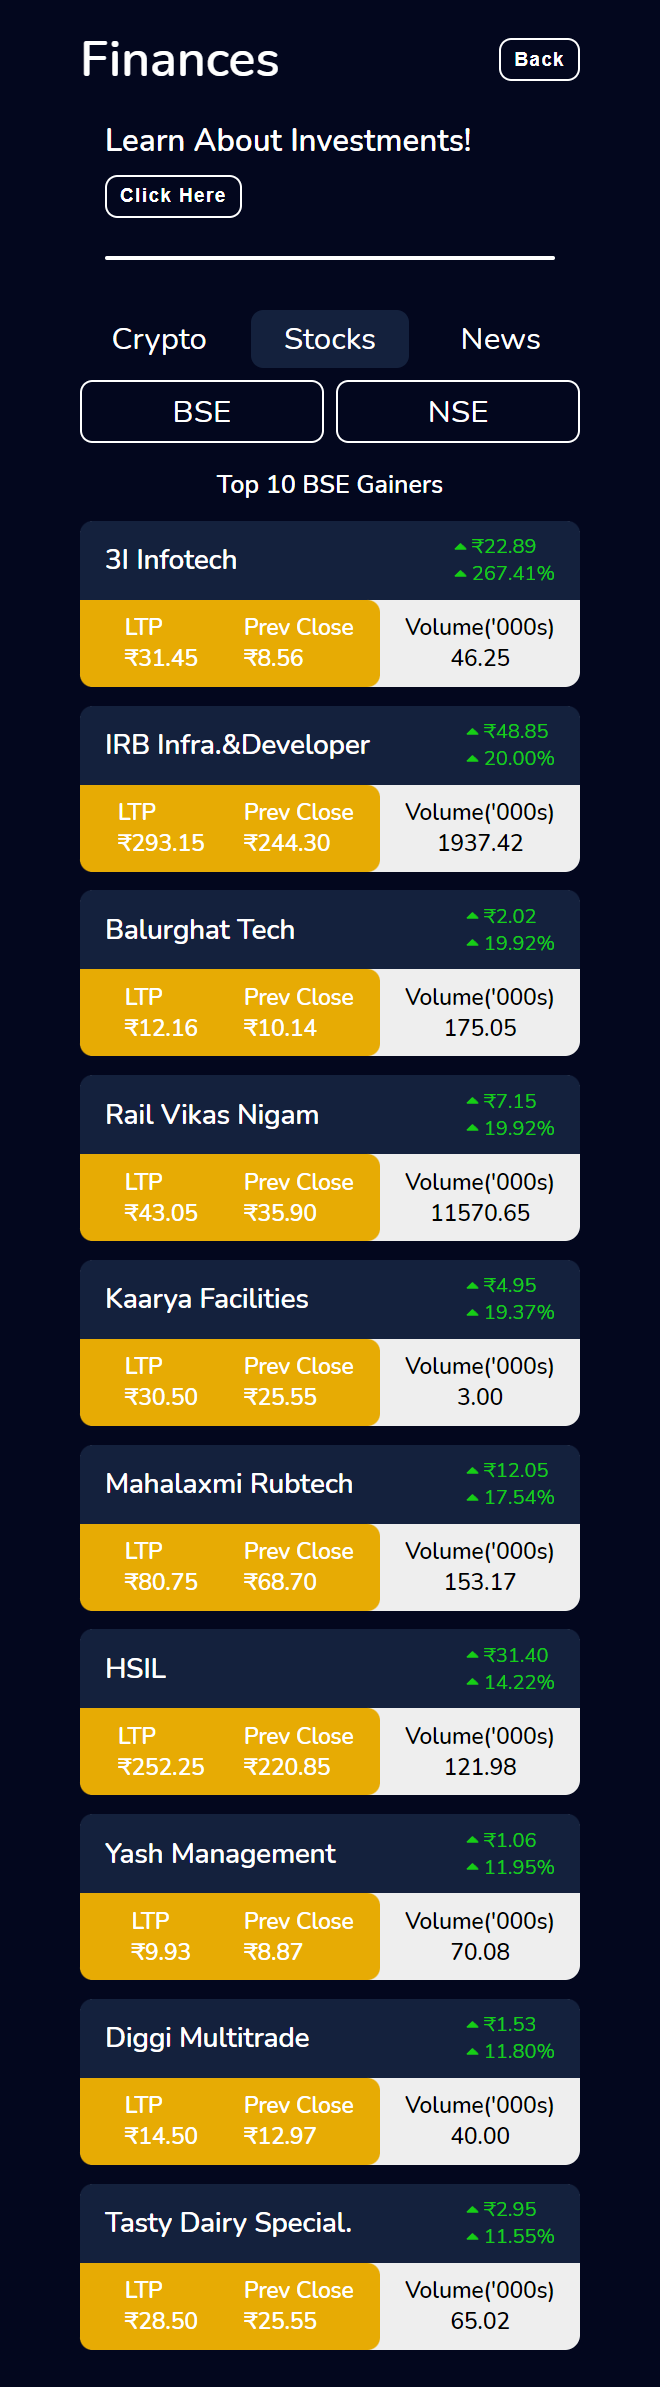 Finances
Back
Learn About Investments!
Click Here
Crypto Stocks News
BSE NSE
Top 10 BSE Gainers
3I Infotech
₹22.89
267.41%
LTP Prev Close Volume('000s)
₹31.45 ₹8.56 46.25
IRB Infra.&Developer
₹48.85
20.00%
LTP Prev Close Volume('000s)
₹293.15 ₹244.30 1937.42
Balurghat Tech
₹2.02
19.92%
LTP Prev Close Volume('000s)
₹12.16 ₹10.14 175.05
Rail Vikas Nigam
₹7.15
19.92%
LTP Prev Close Volume('000s)
₹43.05 ₹35.90 11570.65
Kaarya Facilities
₹4.95
19.37%
LTP Prev Close Volume('000s)
₹30.50 ₹25.55 3.00
Mahalaxmi Rubtech
₹12.05
17.54%
LTP Prev Close Volume('000s)
₹80.75 ₹68.70 153.17
HSIL
₹31.40
14.22%
LTP Prev Close Volume('000s)
₹252.25 ₹220.85 121.98
Yash Management
₹1.06
11.95%
LTP Prev Close Volume('000s)
₹9.93 ₹8.87 70.08
Diggi Multitrade
₹1.53
11.80%
LTP Prev Close Volume('000s)
₹14.50 ₹12.97 40.00
Tasty Dairy Special.
₹2.95
11.55%
LTP Prev Close Volume('000s)
₹28.50 ₹25.55 65.02